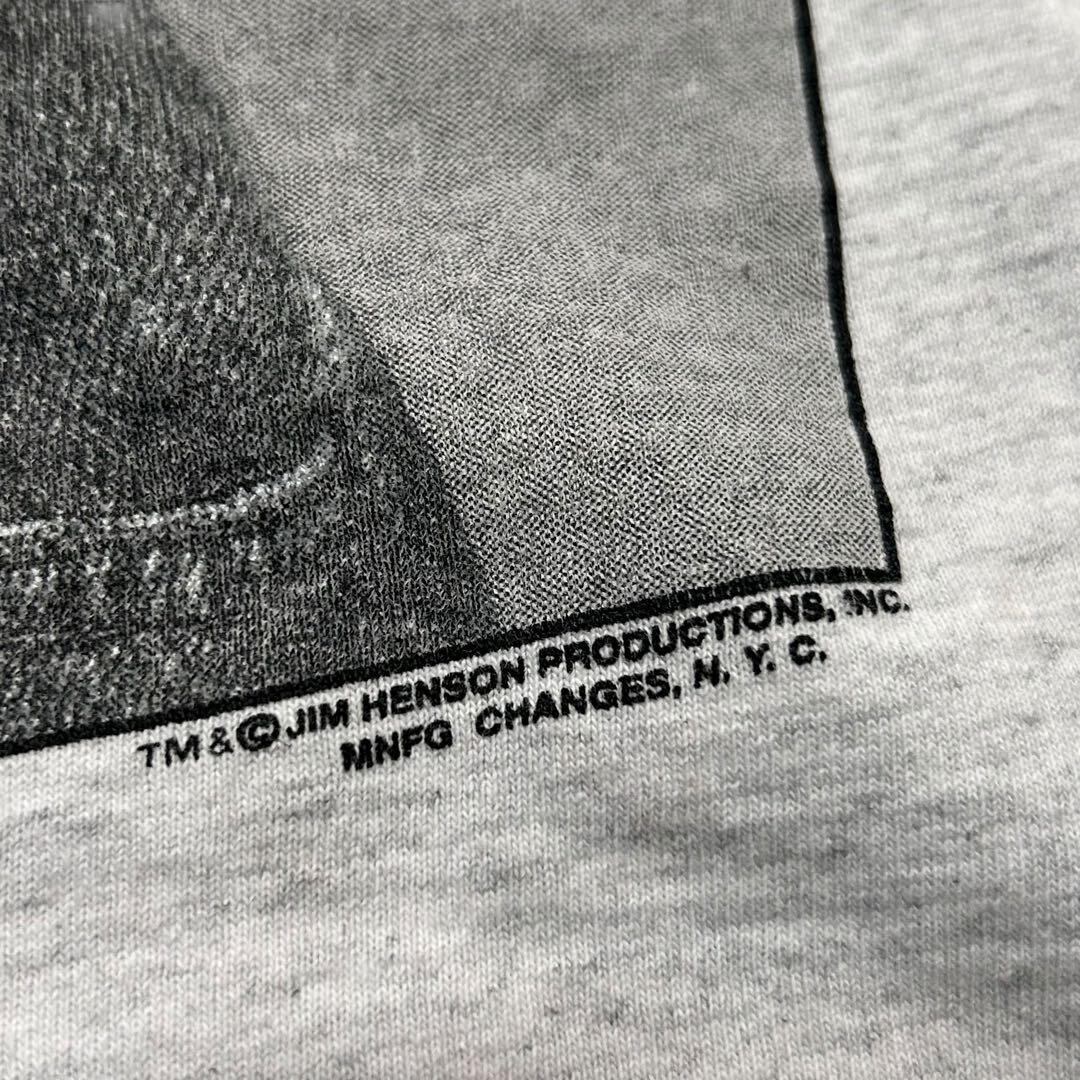 TM & © JIM HENSON PRODUCTIONS, INC.
MNFG CHANGES, N. Y. C.